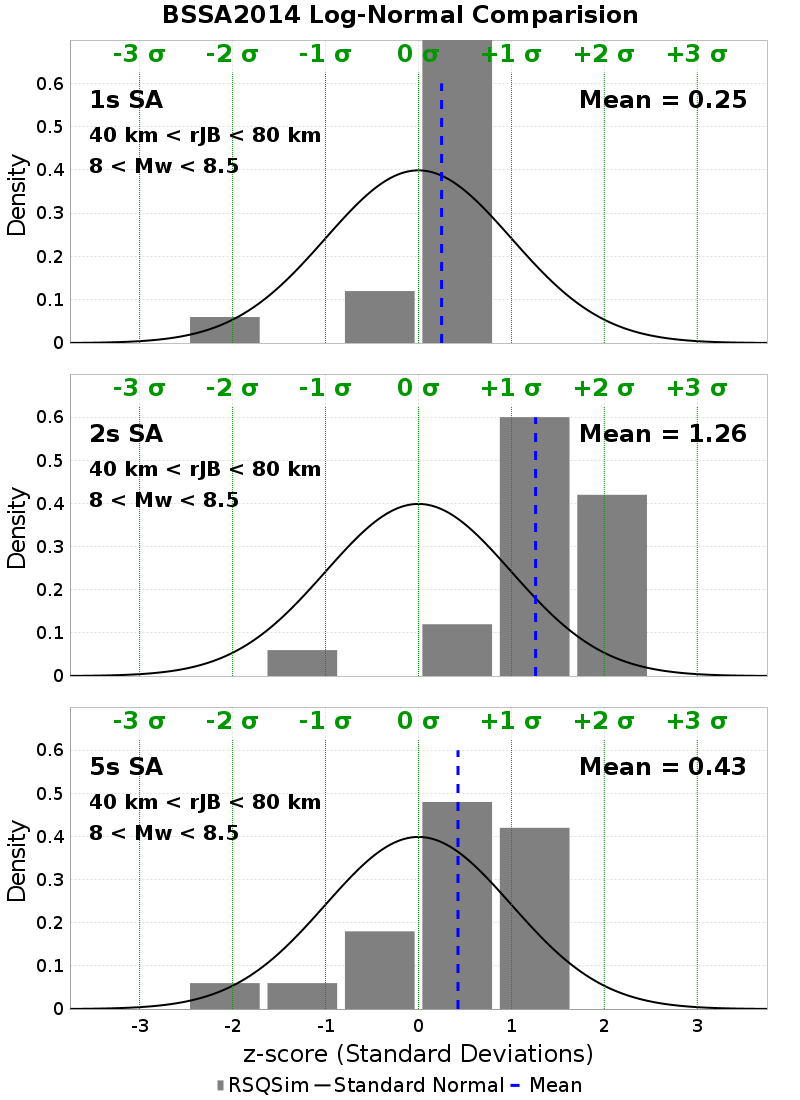 BSSA2014 Log-Normal Comparision
-3 σ -2 σ -1 σ 0 σ +1 σ +2 σ +3 σ
1s SA
Mean = 0.25
40 km < rJB < 80 km
8 < Mw < 8.5
0.6
0.5
0.4
0.3
0.2
0.1
0
Density
-3 σ -2 σ -1 σ 0 σ +1 σ +2 σ +3 σ
2s SA
Mean = 1.26
40 km < rJB < 80 km
8 < Mw < 8.5
0.6
0.5
0.4
0.3
0.2
0.1
0
Density
-3 σ -2 σ -1 σ 0 σ +1 σ +2 σ +3 σ
5s SA
Mean = 0.43
40 km < rJB < 80 km
8 < Mw < 8.5
0.6
0.5
0.4
0.3
0.2
0.1
0
Density
-3 -2 -1 0 1 2 3
z-score (Standard Deviations)
RSQSim Standard Normal Mean